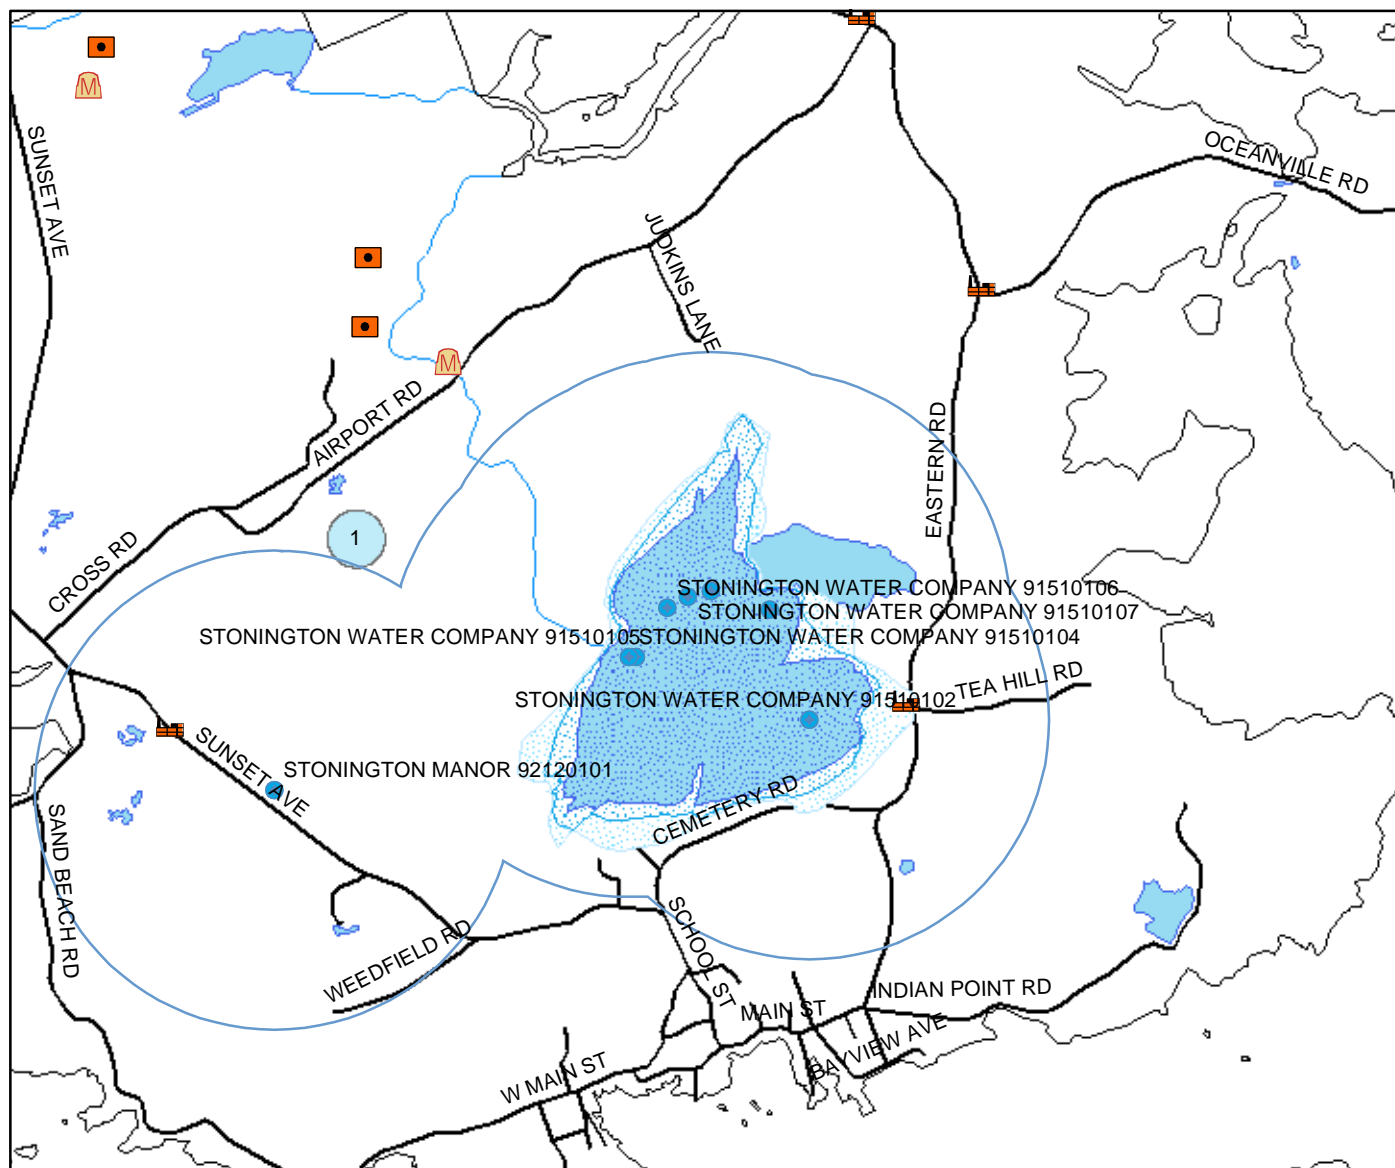 M
SUNSET AVE
OCEANVILLE RD
JUDKINS LANE
M
AIRPORT RD
EASTERN RD
1
CROSS RD
STONINGTON WATER COMPANY 91510106
STONINGTON WATER COMPANY 91510107
STONINGTON WATER COMPANY 91510105
STONINGTON WATER COMPANY 91510104
STONINGTON WATER COMPANY 91510102
TEA HILL RD
SUNSET AVE
STONINGTON MANOR 92120101
CEMETERY RD
SAND BEACH RD
SCHOOL ST
WEEDFIELD RD
INDIAN POINT RD
MAIN ST
BAYVIEW AVE
W MAIN ST